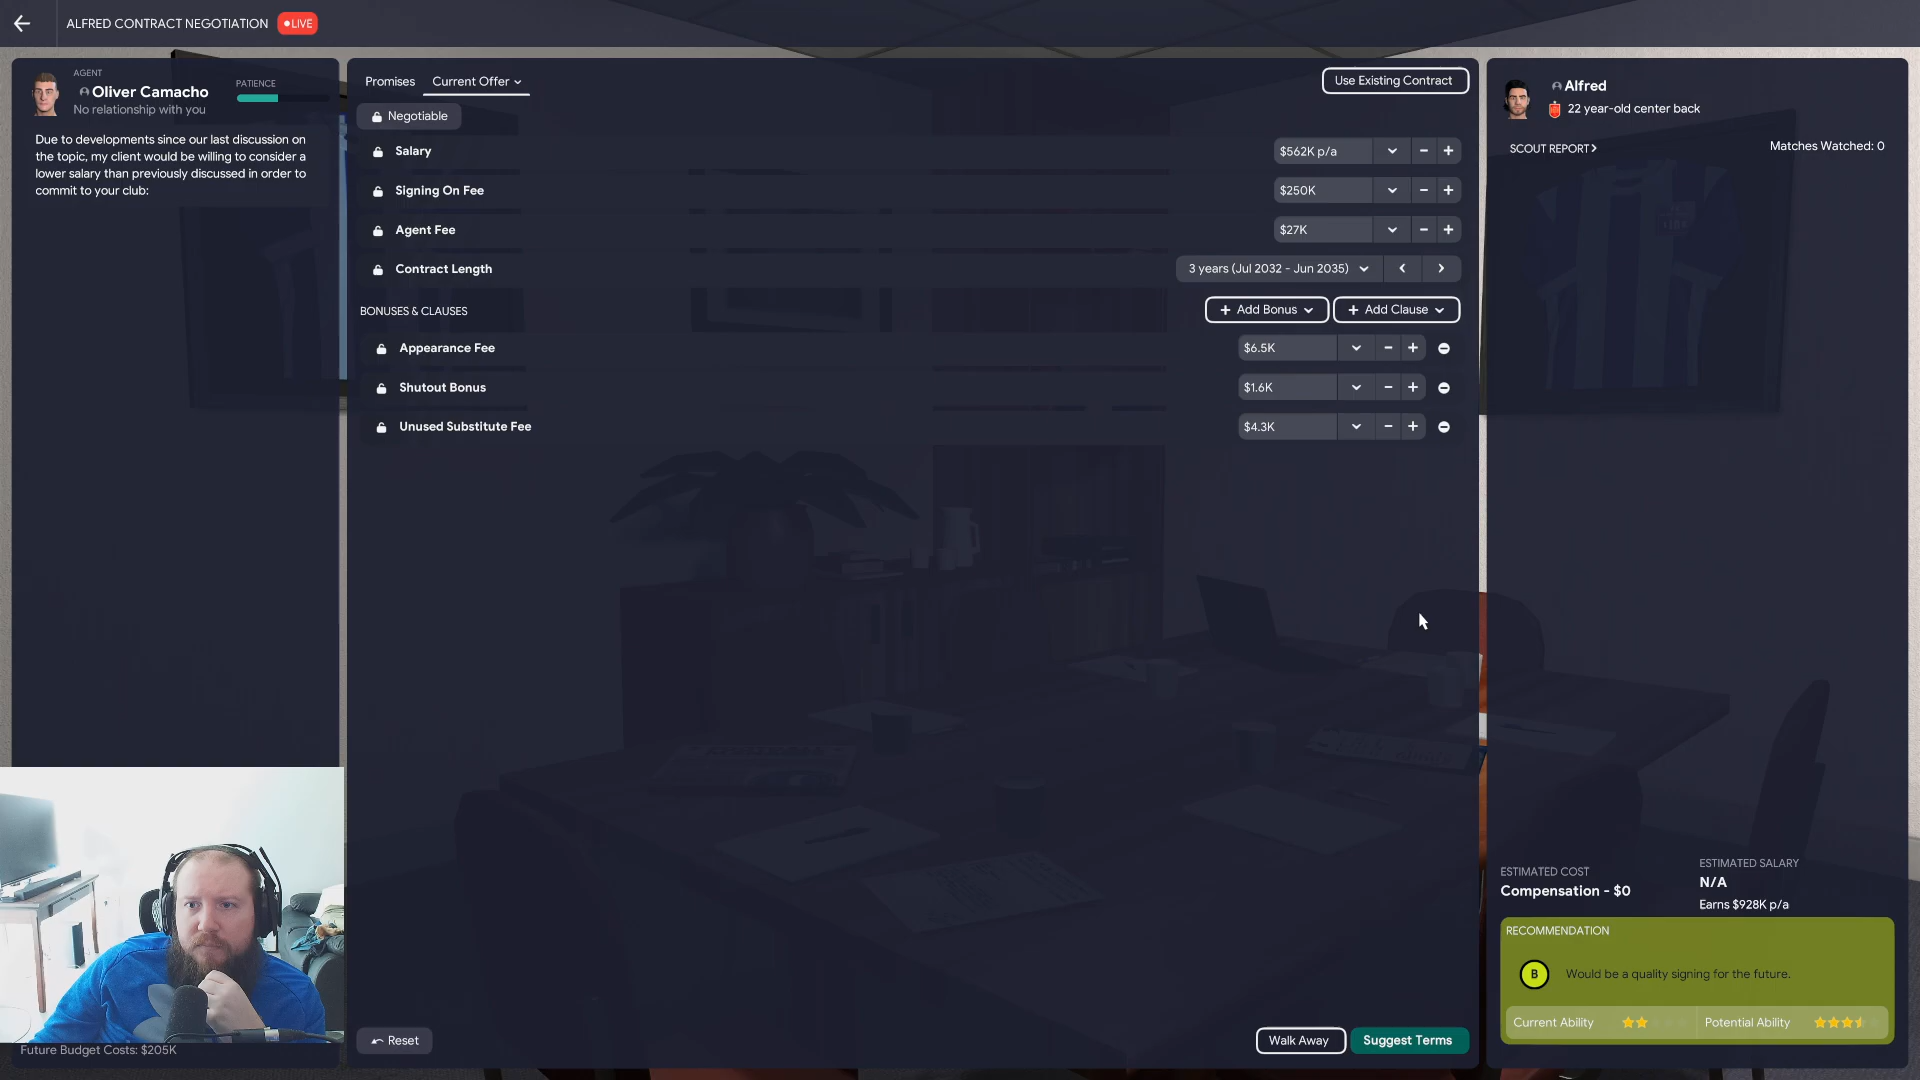 ALFRED CONTRACT NEGOTIATION LIVE
AGENT
Oliver Camacho
No relationship with you
PATIENCE
Due to developments since our last discussion on
the topic, my client would be willing to consider a
lower salary than previously discussed in order to
commit to your club:
Future Budget Costs: $205K
Promises Current Offer Use Existing Contract
Negotiable
Salary $562K p/a
Signing On Fee $250K
Agent Fee $27K
Contract Length 3 years (Jul 2032 - Jun 2035)
BONUSES & CLAUSES Add Bonus Add Clause
Appearance Fee $6.5K
Shutout Bonus $1.6K
Unused Substitute Fee $4.3K
Reset Walk Away Suggest Terms
Alfred
22 year-old center back
SCOUT REPORT Matches Watched: 0
ESTIMATED COST
Compensation - $0
ESTIMATED SALARY
N/A
Earns $928K p/a
RECOMMENDATION
B Would be a quality signing for the future.
Current Ability Potential Ability